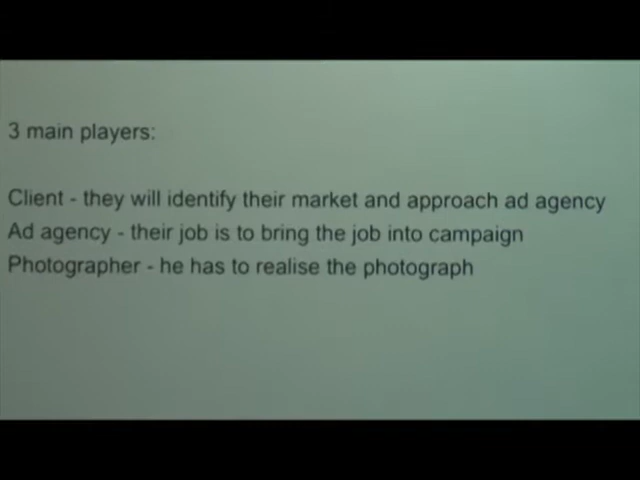 3 main players:
Client - they will identify their market and approach ad agency
Ad agency - their job is to bring the job into campaign
Photographer - he has to realise the photograph